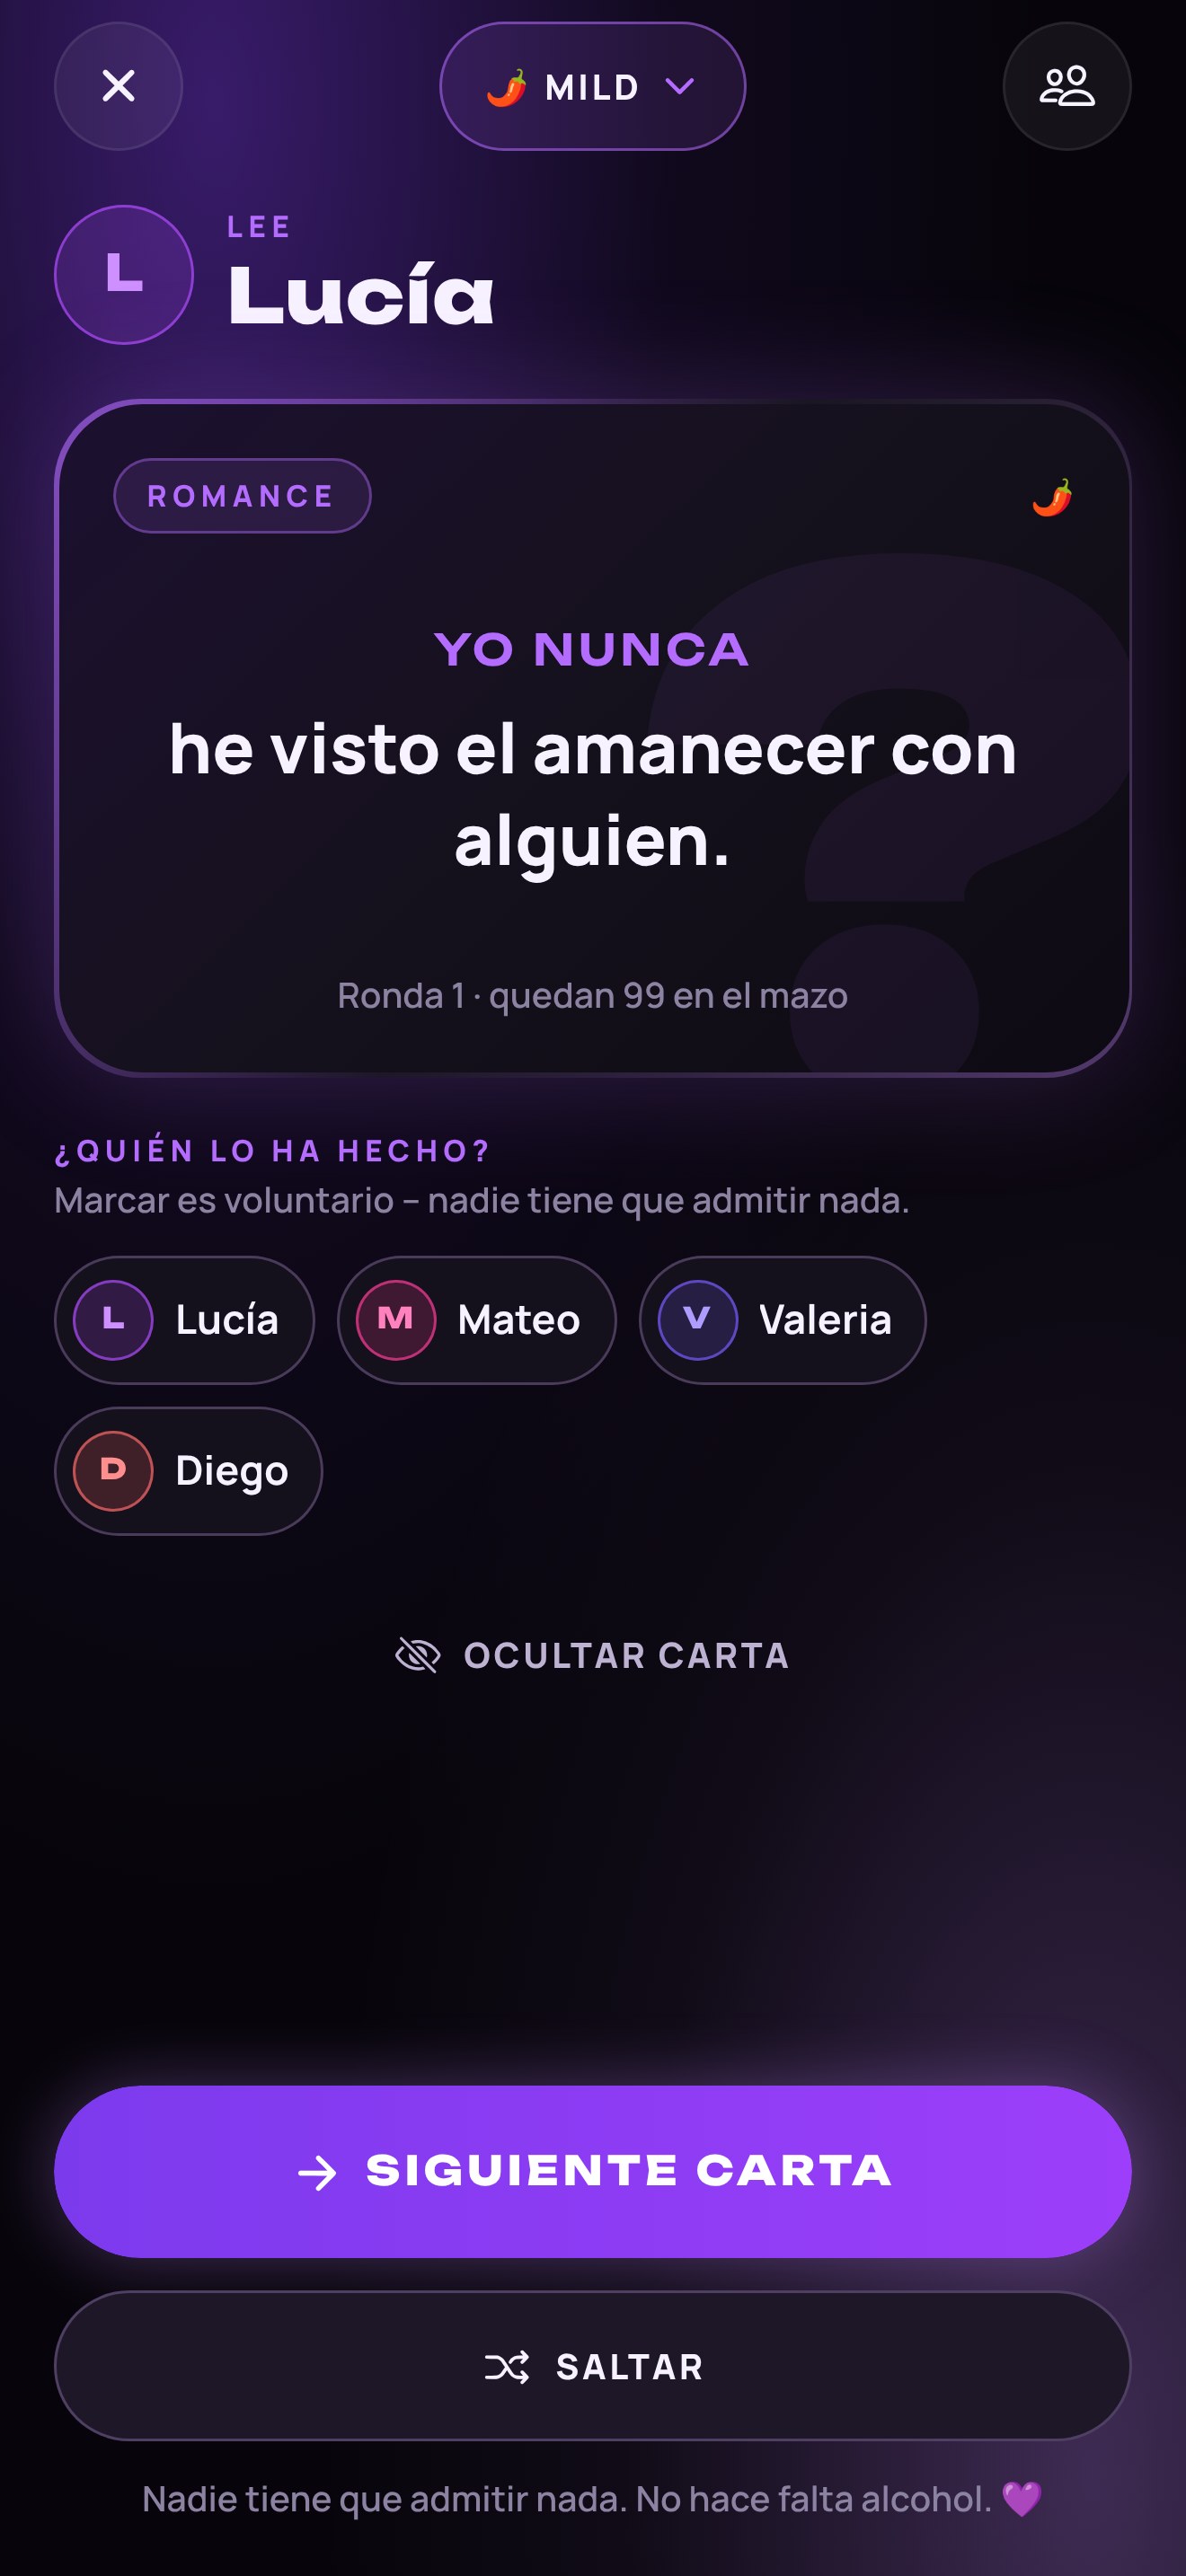 🌶️ MILD
L
LEE
Lucía
ROMANCE
🌶️
YO NUNCA
he visto el amanecer con
alguien.
Ronda 1 · quedan 99 en el mazo
¿QUIÉN LO HA HECHO?
Marcar es voluntario – nadie tiene que admitir nada.
L Lucía M Mateo V Valeria
D Diego
OCULTAR CARTA
→ SIGUIENTE CARTA
SALTAR
Nadie tiene que admitir nada. No hace falta alcohol. 💜